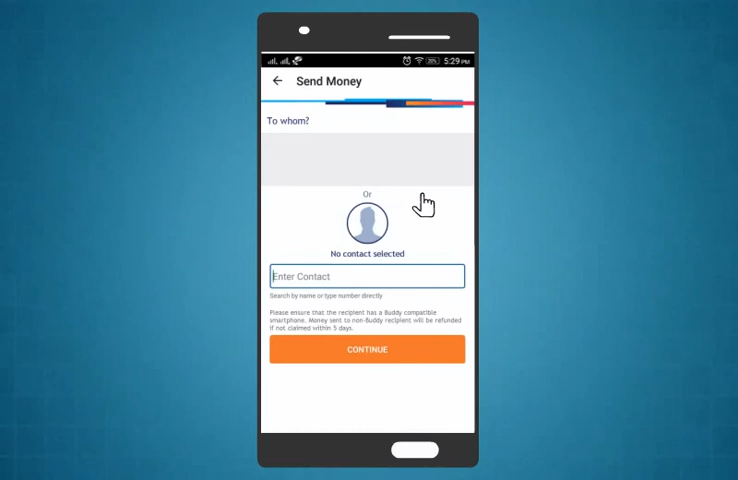 5:29 PM
Send Money
To whom?
Or
No contact selected
Enter Contact
Search by name or type number directly
Please ensure that the recipient has a Buddy compatible
smartphone. Money sent to non-Buddy recipient will be refunded
if not claimed within 5 days.
CONTINUE